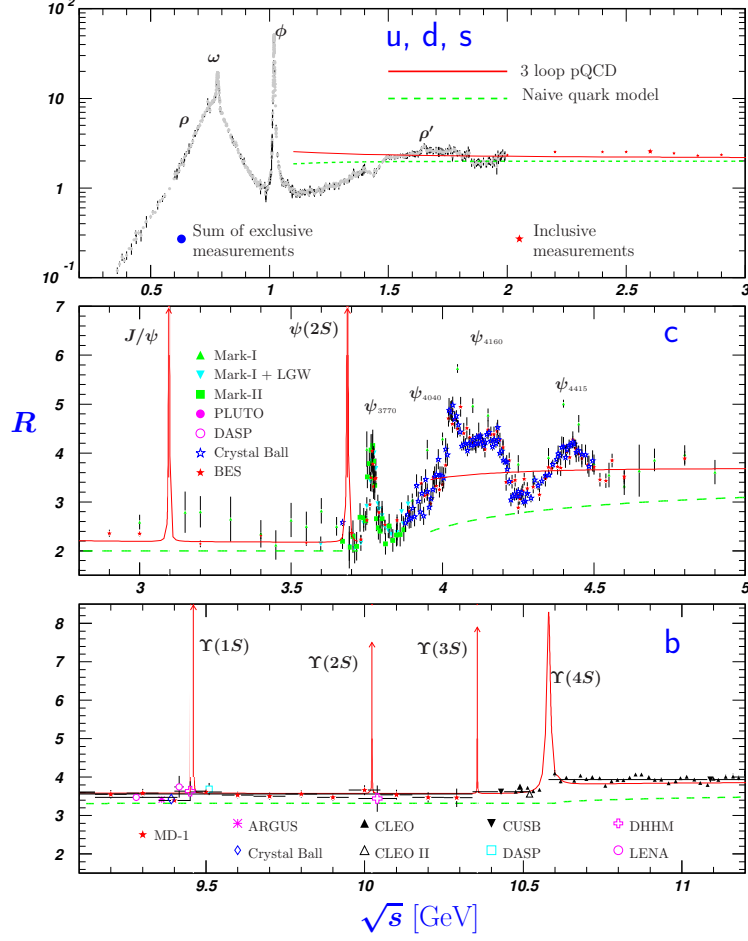 10 2
ϕ
u, d, s
ω
3 loop pQCD
Naive quark model
10
ρ
ρ′
1
Sum of exclusive
measurements
Inclusive
measurements
10 -1
0.5 1 1.5 2 2.5 3
7
J/ψ
ψ(2S)
c
ψ4160
6
Mark-I
Mark-I + LGW
Mark-II
PLUTO
DASP
Crystal Ball
BES
ψ3770
ψ4040
ψ4415
5
R
4
3
2
3 3.5 4 4.5 5
8
b
7
ϒ(1S)
ϒ(2S)
ϒ(3S)
ϒ(4S)
6
5
4
3
MD-1
ARGUS
CLEO
CUSB
DHHM
Crystal Ball
CLEO II
DASP
LENA
2
9.5 10 10.5 11
√s [GeV]